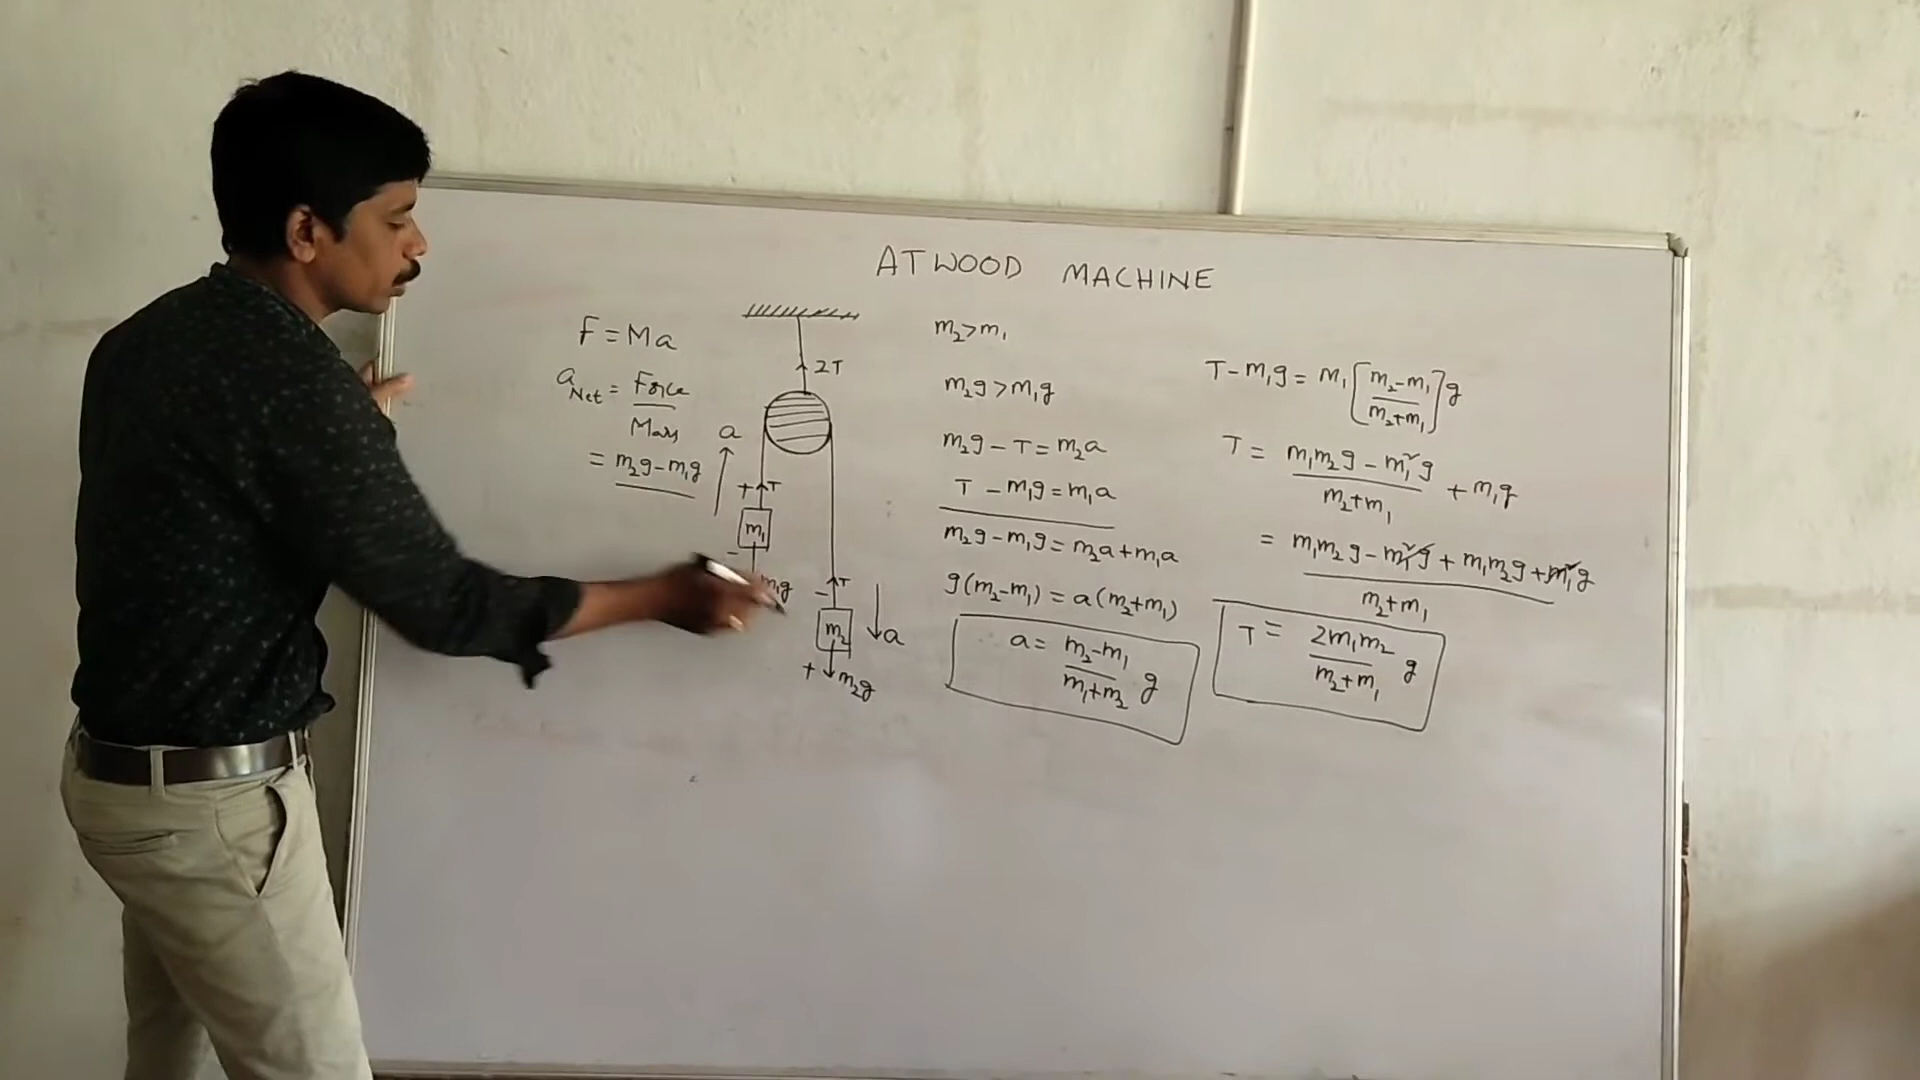 ATWOOD MACHINE
F = Ma
a_Net = Force / Mass
= m₂g-m₁g
2T
a
+ T
m₁
-
m₁g
- T
m₂
a
+ m₂g
m₂>m₁
m₂g>m₁g
m₂g - T = m₂a
T - m₁g = m₁a
m₂g - m₁g = m₂a + m₁a
g(m₂-m₁) = a(m₂+m₁)
a = m₂-m₁ / m₁+m₂ g
T - m₁g = m₁ [m₂-m₁ / m₂+m₁] g
T = m₁m₂g - m₁²g / m₂+m₁ + m₁g
= m₁m₂g - m₁²g + m₁m₂g + m₁²g / m₂+m₁
T = 2m₁m₂ / m₂+m₁ g